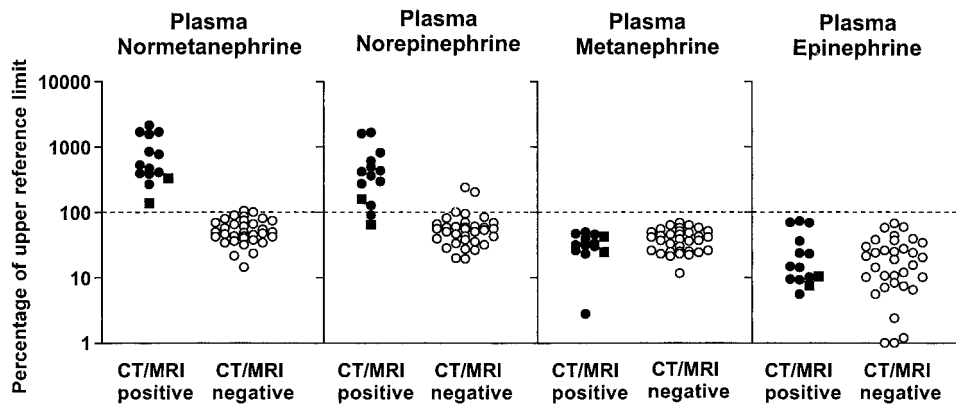 Plasma
Normetanephrine
Plasma
Norepinephrine
Plasma
Metanephrine
Plasma
Epinephrine
Percentage of upper reference limit
10000
1000
100
10
1
CT/MRI
positive
CT/MRI
negative
CT/MRI
positive
CT/MRI
negative
CT/MRI
positive
CT/MRI
negative
CT/MRI
positive
CT/MRI
negative